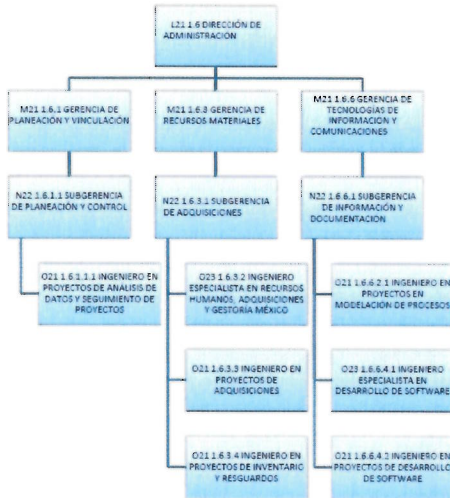 L21 1.6 DIRECCIÓN DE
ADMINISTRACIÓN
M21 1.6.1 GERENCIA DE
PLANEACIÓN Y VINCULACIÓN
M21 1.6.3 GERENCIA DE
RECURSOS MATERIALES
M21 1.6.6 GERENCIA DE
TECNOLOGÍAS DE
INFORMACIÓN Y
COMUNICACIONES
N22 1.6.1.1 SUBGERENCIA
DE PLANEACIÓN Y CONTROL
N22 1.6.3.1 SUBGERENCIA
DE ADQUISICIONES
N22 1.6.6.1 SUBGERENCIA
DE INFORMACIÓN Y
DOCUMENTACIÓN
O21 1.6.1.1.1 INGENIERO EN
PROYECTOS DE ANALISIS DE
DATOS Y SEGUIMIENTO DE
PROYECTOS
O23 1.6.3.2 INGENIERO
ESPECIALISTA EN RECURSOS
HUMANOS, ADQUISICIONES
Y GESTORÍA MÉXICO
O21 1.6.6.2.1 INGENIERO EN
PROYECTOS EN
MODELACIÓN DE PROCESOS
O21 1.6.3.3 INGENIERO EN
PROYECTOS DE
ADQUISICIONES
O23 1.6.6.4.1 INGENIERO
ESPECIALISTA EN
DESARROLLO DE SOFTWARE
O21 1.6.3.4 INGENIERO EN
PROYECTOS DE INVENTARIO
Y RESGUARDOS
O21 1.6.6.4.2 INGENIERO EN
PROYECTOS DE DESARROLLO
DE SOFTWARE